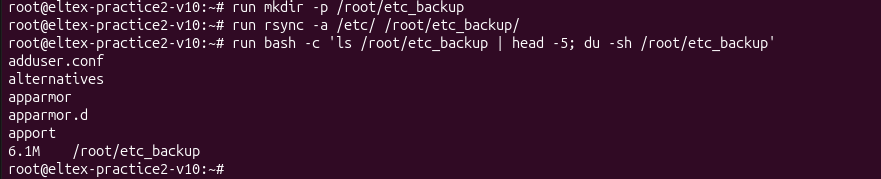 root@eltex-practice2-v10:~# run mkdir -p /root/etc_backup
root@eltex-practice2-v10:~# run rsync -a /etc/ /root/etc_backup/
root@eltex-practice2-v10:~# run bash -c 'ls /root/etc_backup | head -5; du -sh /root/etc_backup'
adduser.conf
alternatives
apparmor
apparmor.d
apport
6.1M    /root/etc_backup
root@eltex-practice2-v10:~#